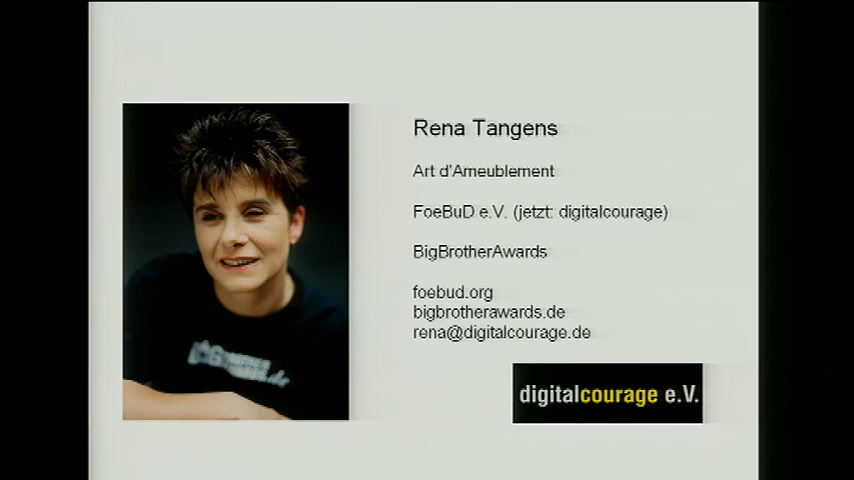 Rena Tangens
Art d'Ameublement
FoeBuD e.V. (jetzt: digitalcourage)
BigBrotherAwards
foebud.org
bigbrotherawards.de
rena@digitalcourage.de
digitalcourage e.V.